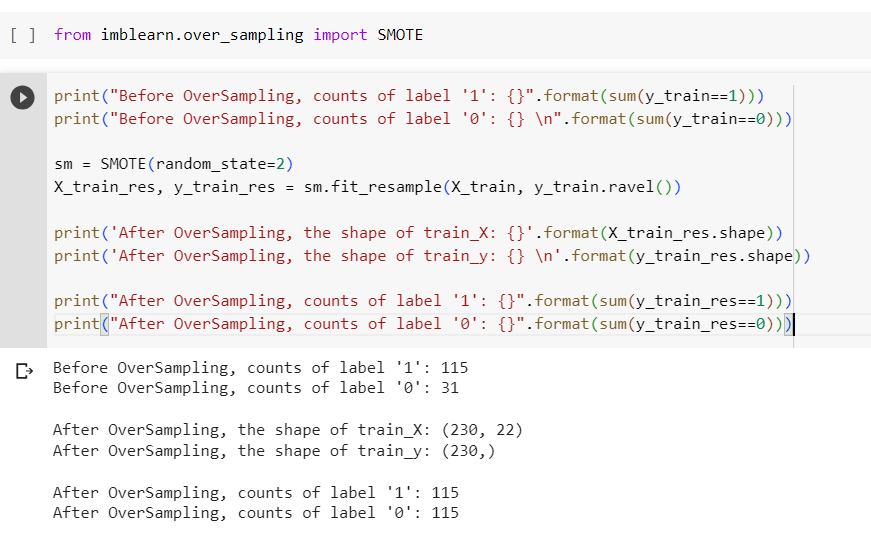 [ ] from imblearn.over_sampling import SMOTE
print("Before OverSampling, counts of label '1': {}".format(sum(y_train==1)))
print("Before OverSampling, counts of label '0': {} \n".format(sum(y_train==0)))
sm = SMOTE(random_state=2)
X_train_res, y_train_res = sm.fit_resample(X_train, y_train.ravel())
print('After OverSampling, the shape of train_X: {}'.format(X_train_res.shape))
print('After OverSampling, the shape of train_y: {} \n'.format(y_train_res.shape))
print("After OverSampling, counts of label '1': {}".format(sum(y_train_res==1)))
print("After OverSampling, counts of label '0': {}".format(sum(y_train_res==0)))
Before OverSampling, counts of label '1': 115
Before OverSampling, counts of label '0': 31
After OverSampling, the shape of train_X: (230, 22)
After OverSampling, the shape of train_y: (230,)
After OverSampling, counts of label '1': 115
After OverSampling, counts of label '0': 115